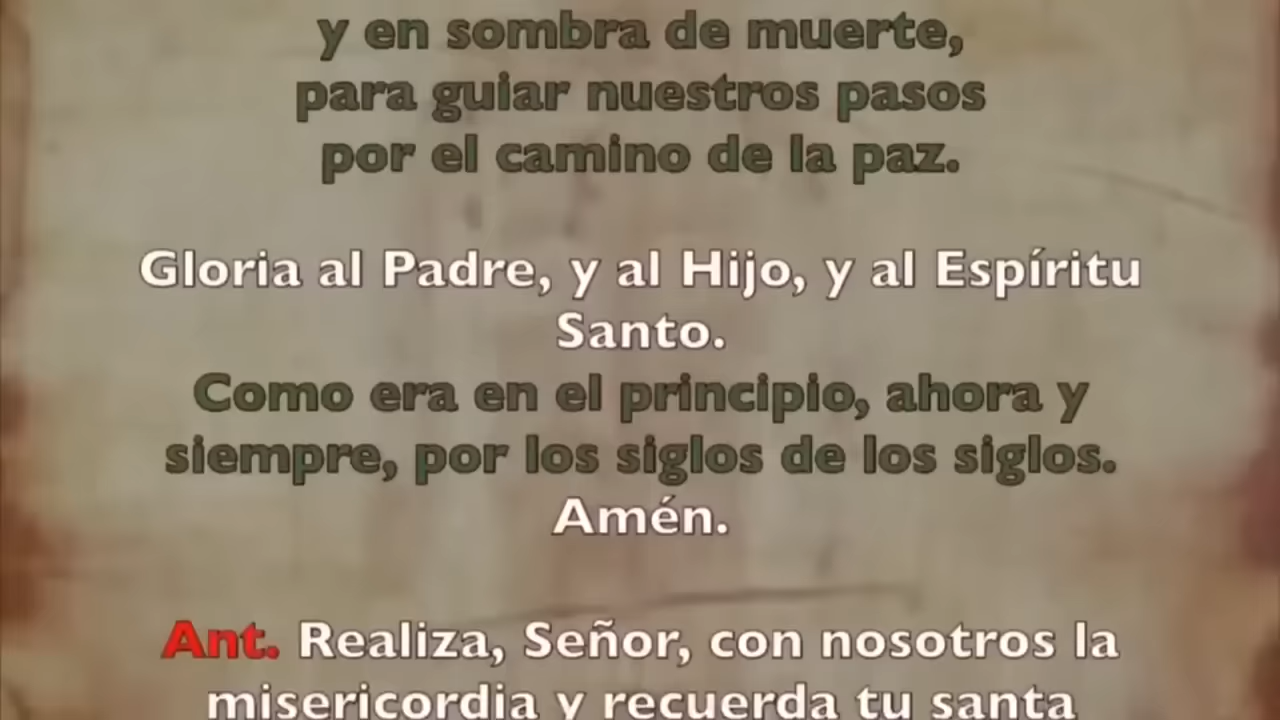 y en sombra de muerte,
para guiar nuestros pasos
por el camino de la paz.
Gloria al Padre, y al Hijo, y al Espíritu
Santo.
Como era en el principio, ahora y
siempre, por los siglos de los siglos.
Amén.
Ant. Realiza, Señor, con nosotros la
misericordia y recuerda tu santa